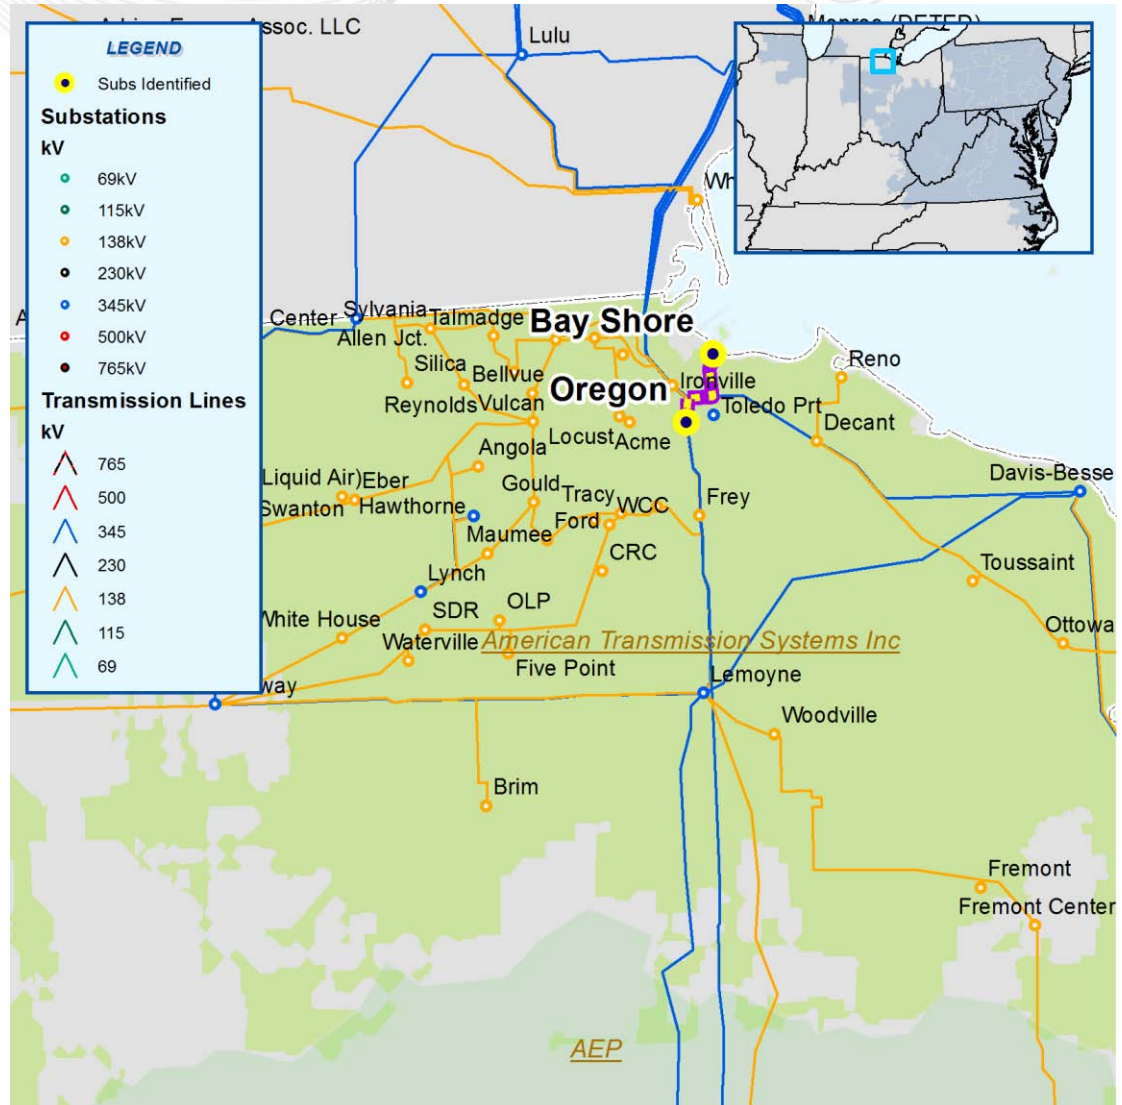 Assoc. LLC
Lulu
Monroe (DETED)
LEGEND
Subs Identified
Substations
kV
69kV
115kV
138kV
230kV
345kV
500kV
765kV
Transmission Lines
kV
765
500
345
230
138
115
69
Wh
Center
Sylvania
Talmadge
Bay Shore
Allen Jct.
Silica
Bellvue
Oregon
Ironville
Reno
Reynolds
Vulcan
Toledo Prt
Locust
Acme
Decant
Angola
Davis-Besse
Liquid Air)
Eber
Gould
Tracy
WCC
Frey
Swanton
Hawthorne
Ford
Maumee
CRC
Toussaint
Lynch
OLP
SDR
White House
Ottowa
Waterville
American Transmission Systems Inc
Five Point
Lemoyne
way
Woodville
Brim
Fremont
Fremont Center
AEP